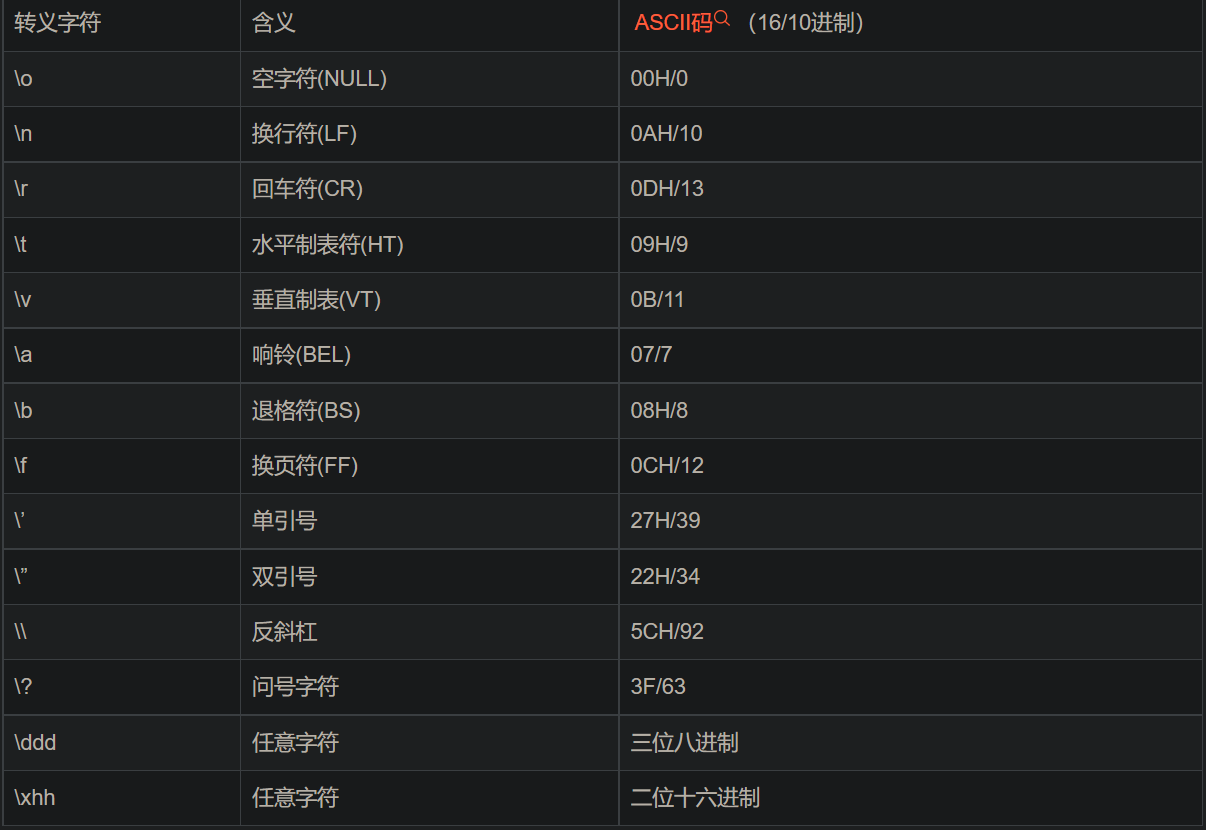 转义字符 含义 ASCII码 （16/10进制）
\o 空字符(NULL) 00H/0
\n 换行符(LF) 0AH/10
\r 回车符(CR) 0DH/13
\t 水平制表符(HT) 09H/9
\v 垂直制表(VT) 0B/11
\a 响铃(BEL) 07/7
\b 退格符(BS) 08H/8
\f 换页符(FF) 0CH/12
\’ 单引号 27H/39
\” 双引号 22H/34
\\ 反斜杠 5CH/92
\? 问号字符 3F/63
\ddd 任意字符 三位八进制
\xhh 任意字符 二位十六进制